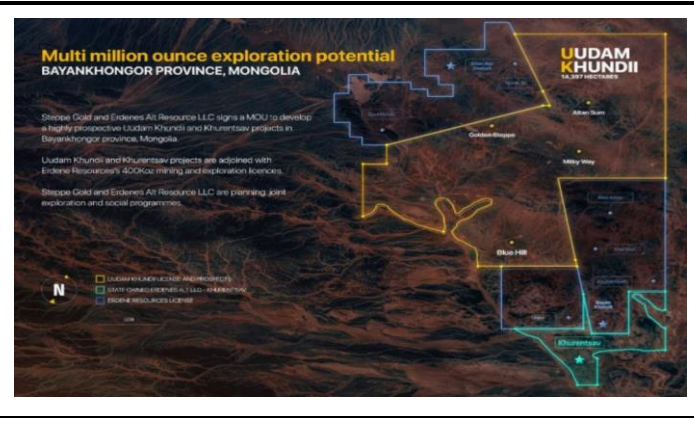 Multi million ounce exploration potential
BAYANKHONGOR PROVINCE, MONGOLIA
UUDAM
KHUNDII
14,397 HECTARES
Steppe Gold and Erdenes Alt Resource LLC signs a MOU to develop
a highly prospective Uudam Khundii and Khurentsav projects in
Bayankhongor province, Mongolia.
Uudam Khundii and Khurentsav projects are adjoined with
Erdene Resources's 400Koz mining and exploration licences.
Steppe Gold and Erdenes Alt Resource LLC are planning joint
exploration and social programmes.
Altan Sum
Golden Steppe
Milky Way
Blue Hill
Khundii
Khurentsav
N
UUDAM KHUNDII LICENSE AND PROSPECTS
STATE OWNED ERDENES ALT LLC - KHURENTSAV
ERDENE RESOURCES LICENSE